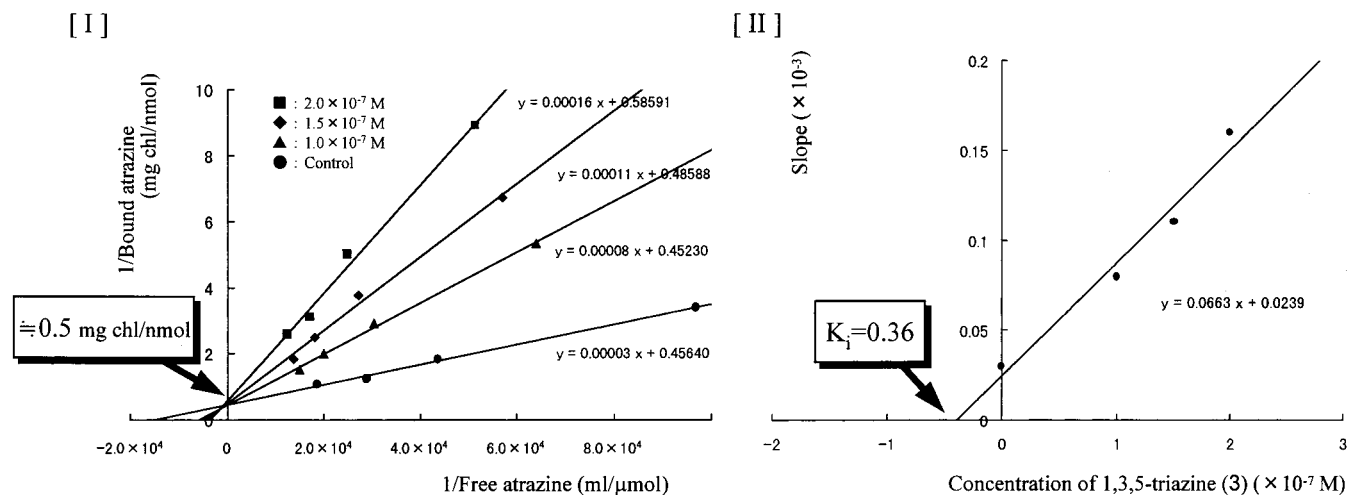 [ I ]
1/Bound atrazine
(mg chl/nmol)
10
8
6
4
2
0
■ : 2.0 × 10⁻⁷ M
◆ : 1.5 × 10⁻⁷ M
▲ : 1.0 × 10⁻⁷ M
● : Control
y = 0.00016 x + 0.58591
y = 0.00011 x + 0.48588
y = 0.00008 x + 0.45230
y = 0.00003 x + 0.45640
≒0.5 mg chl/nmol
−2.0 × 10⁴ 0 2.0 × 10⁴ 4.0 × 10⁴ 6.0 × 10⁴ 8.0 × 10⁴
1/Free atrazine (ml/μmol)
[ II ]
Slope ( × 10⁻³)
0.2
0.15
0.1
0.05
0
y = 0.0663 x + 0.0239
Kᵢ=0.36
−2 −1 0 1 2 3
Concentration of 1,3,5-triazine (3) ( × 10⁻⁷ M)